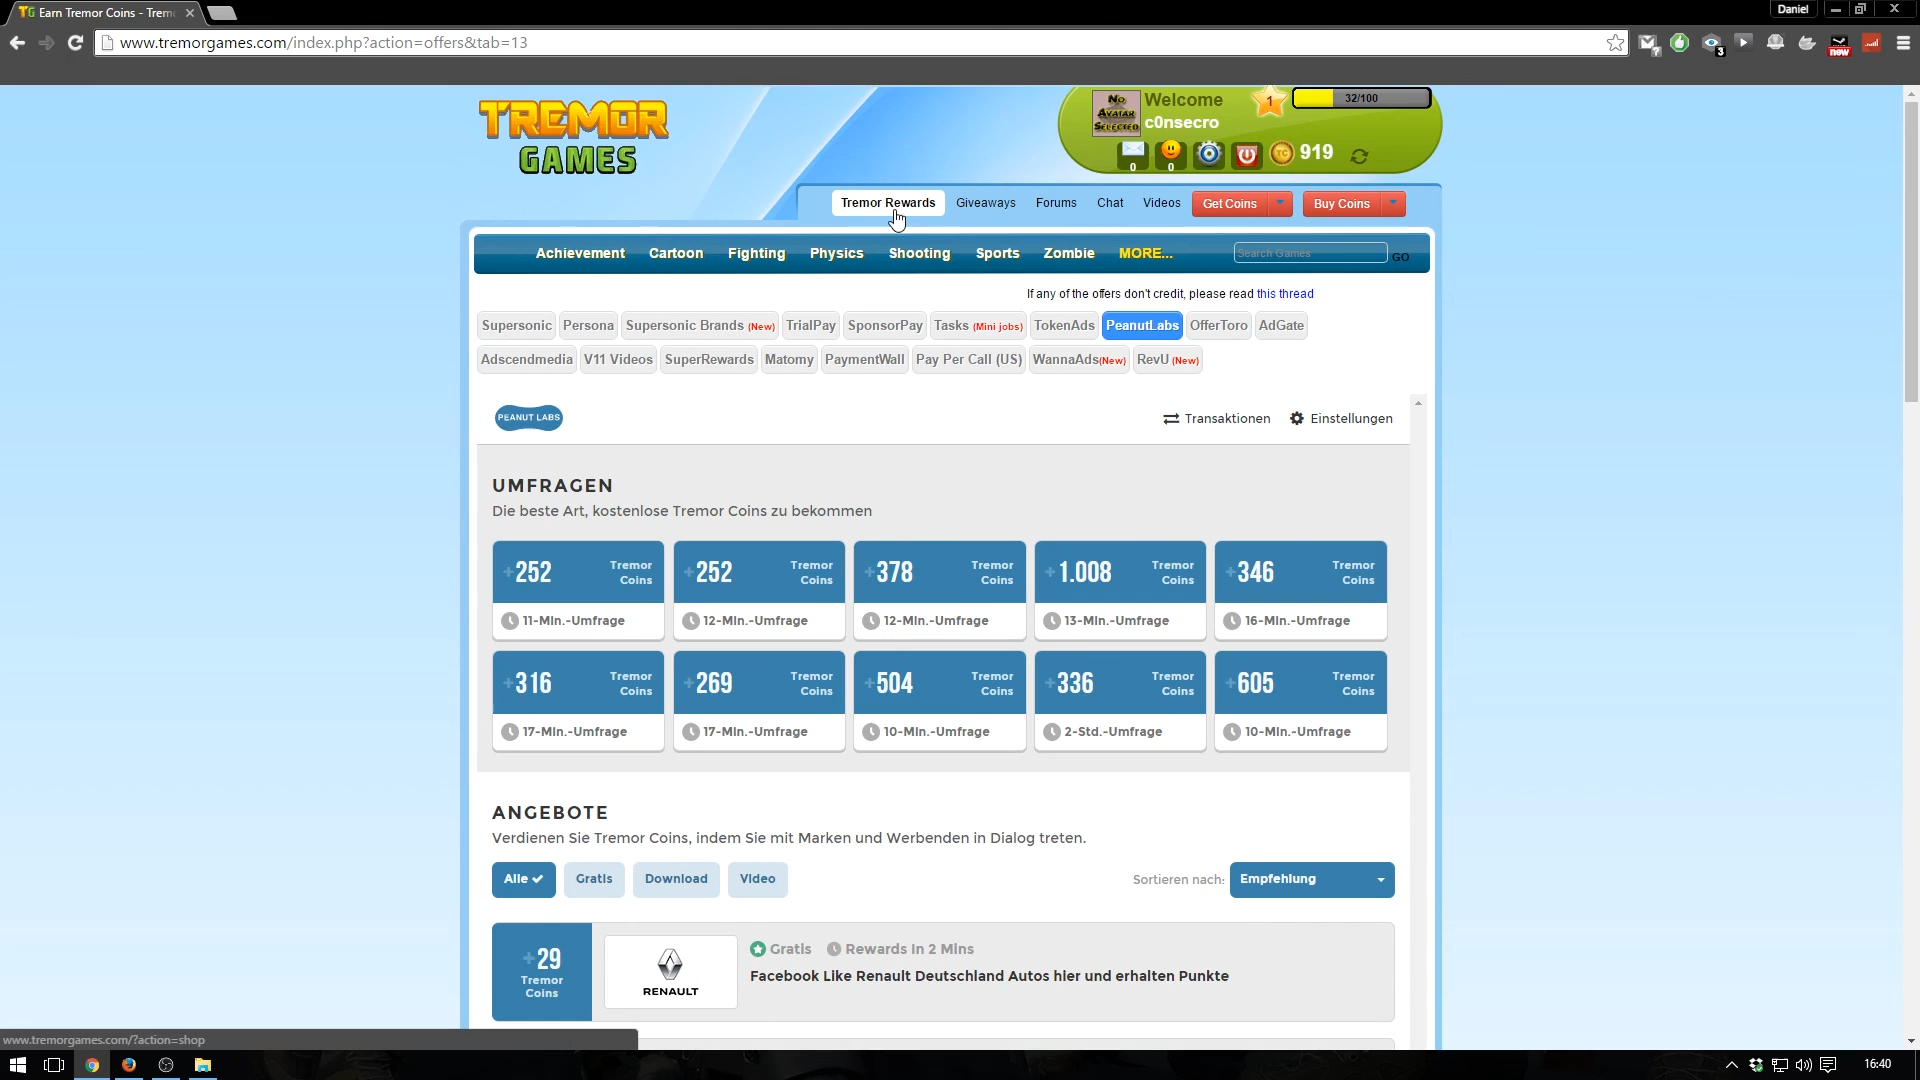 TG Earn Tremor Coins - Trem
Daniel
www.tremorgames.com/index.php?action=offers&tab=13
3
new
TREMOR
GAMES
No
Avatar
Selected
Welcome
c0nsecro
1
32/100
0
0
TC
919
Tremor Rewards
Giveaways
Forums
Chat
Videos
Get Coins
Buy Coins
Achievement
Cartoon
Fighting
Physics
Shooting
Sports
Zombie
MORE...
Search Games
GO
If any of the offers don't credit, please read this thread
Supersonic
Persona
Supersonic Brands (New)
TrialPay
SponsorPay
Tasks (Mini jobs)
TokenAds
PeanutLabs
OfferToro
AdGate
Adscendmedia
V11 Videos
SuperRewards
Matomy
PaymentWall
Pay Per Call (US)
WannaAds(New)
RevU (New)
PEANUT LABS
Transaktionen
Einstellungen
UMFRAGEN
Die beste Art, kostenlose Tremor Coins zu bekommen
+252 Tremor Coins
+252 Tremor Coins
+378 Tremor Coins
+1.008 Tremor Coins
+346 Tremor Coins
11-Min.-Umfrage
12-Min.-Umfrage
12-Min.-Umfrage
13-Min.-Umfrage
16-Min.-Umfrage
+316 Tremor Coins
+269 Tremor Coins
+504 Tremor Coins
+336 Tremor Coins
+605 Tremor Coins
17-Min.-Umfrage
17-Min.-Umfrage
10-Min.-Umfrage
2-Std.-Umfrage
10-Min.-Umfrage
ANGEBOTE
Verdienen Sie Tremor Coins, indem Sie mit Marken und Werbenden in Dialog treten.
Alle
Gratis
Download
Video
Sortieren nach:
Empfehlung
+29
Tremor
Coins
RENAULT
Gratis
Rewards In 2 Mins
Facebook Like Renault Deutschland Autos hier und erhalten Punkte
www.tremorgames.com/?action=shop
16:40